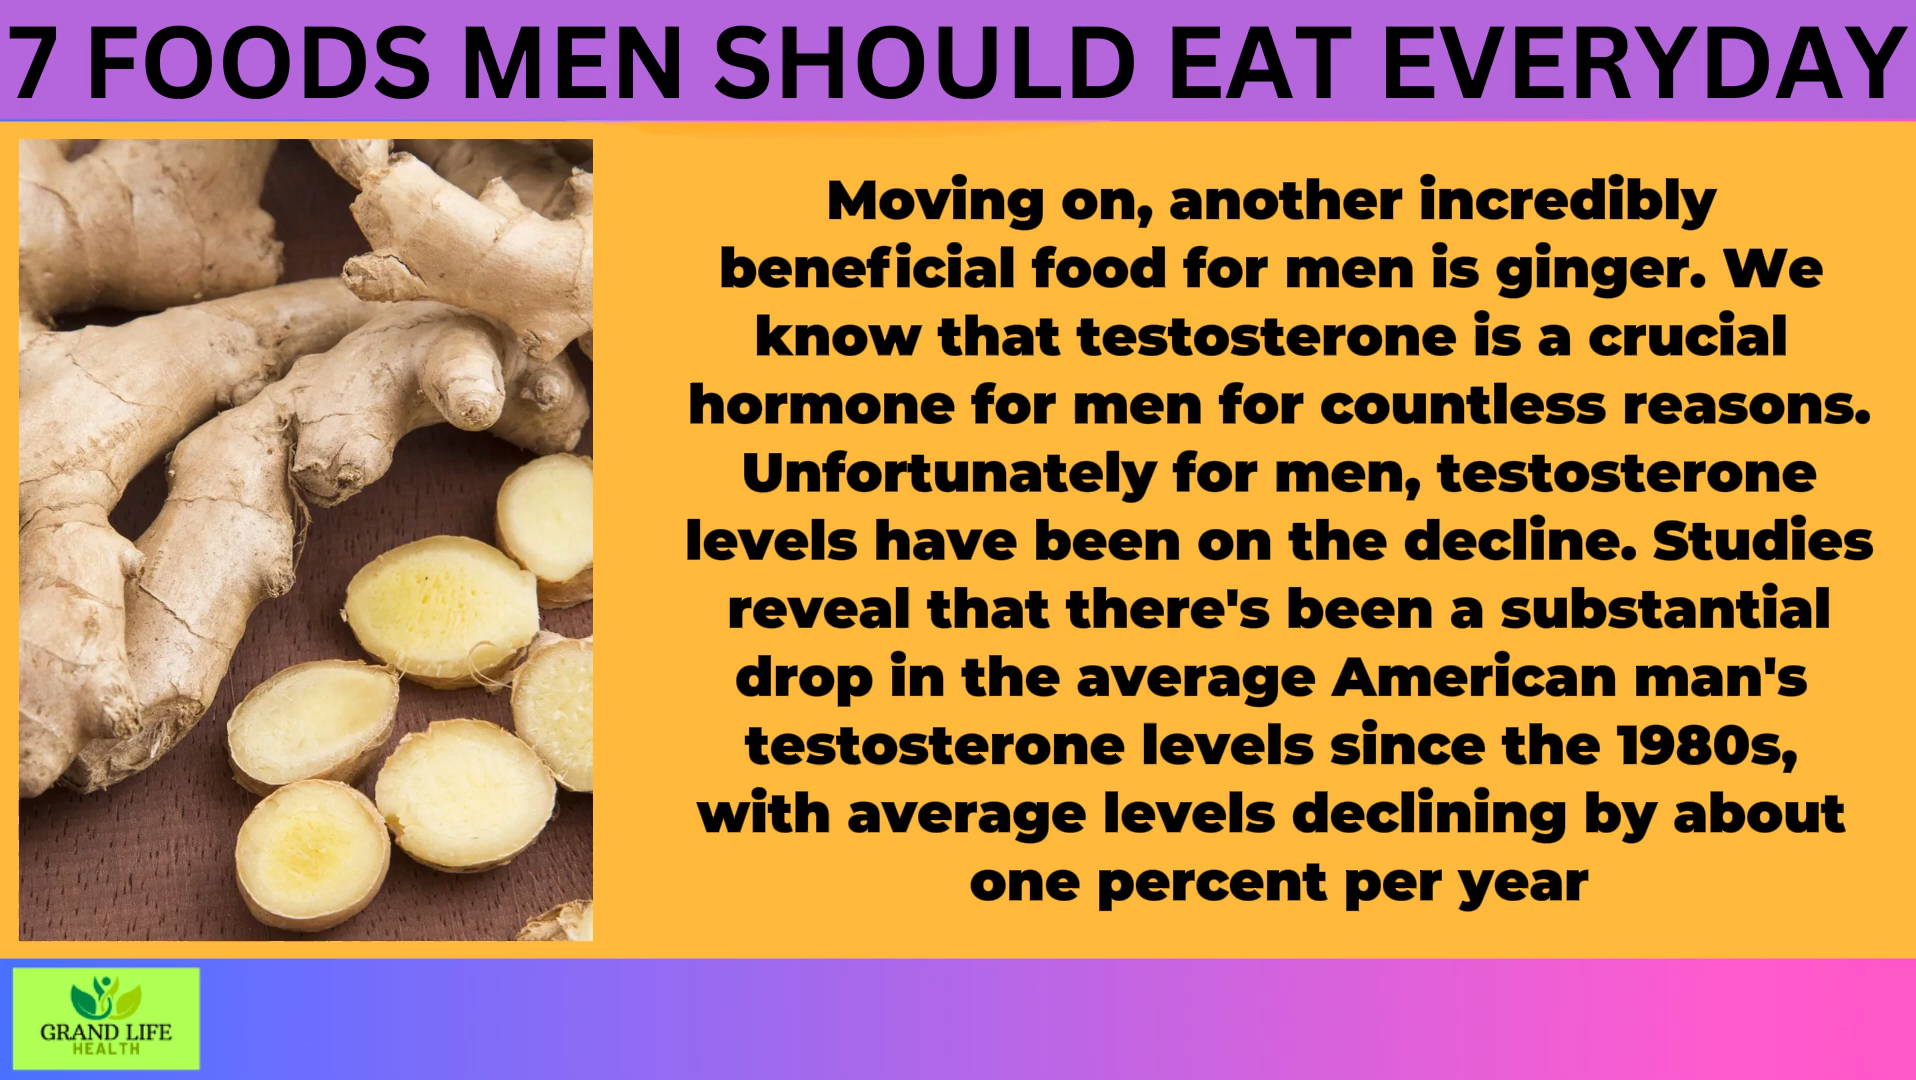 7 FOODS MEN SHOULD EAT EVERYDAY
Moving on, another incredibly
beneficial food for men is ginger. We
know that testosterone is a crucial
hormone for men for countless reasons.
Unfortunately for men, testosterone
levels have been on the decline. Studies
reveal that there's been a substantial
drop in the average American man's
testosterone levels since the 1980s,
with average levels declining by about
one percent per year
GRAND LIFE
HEALTH